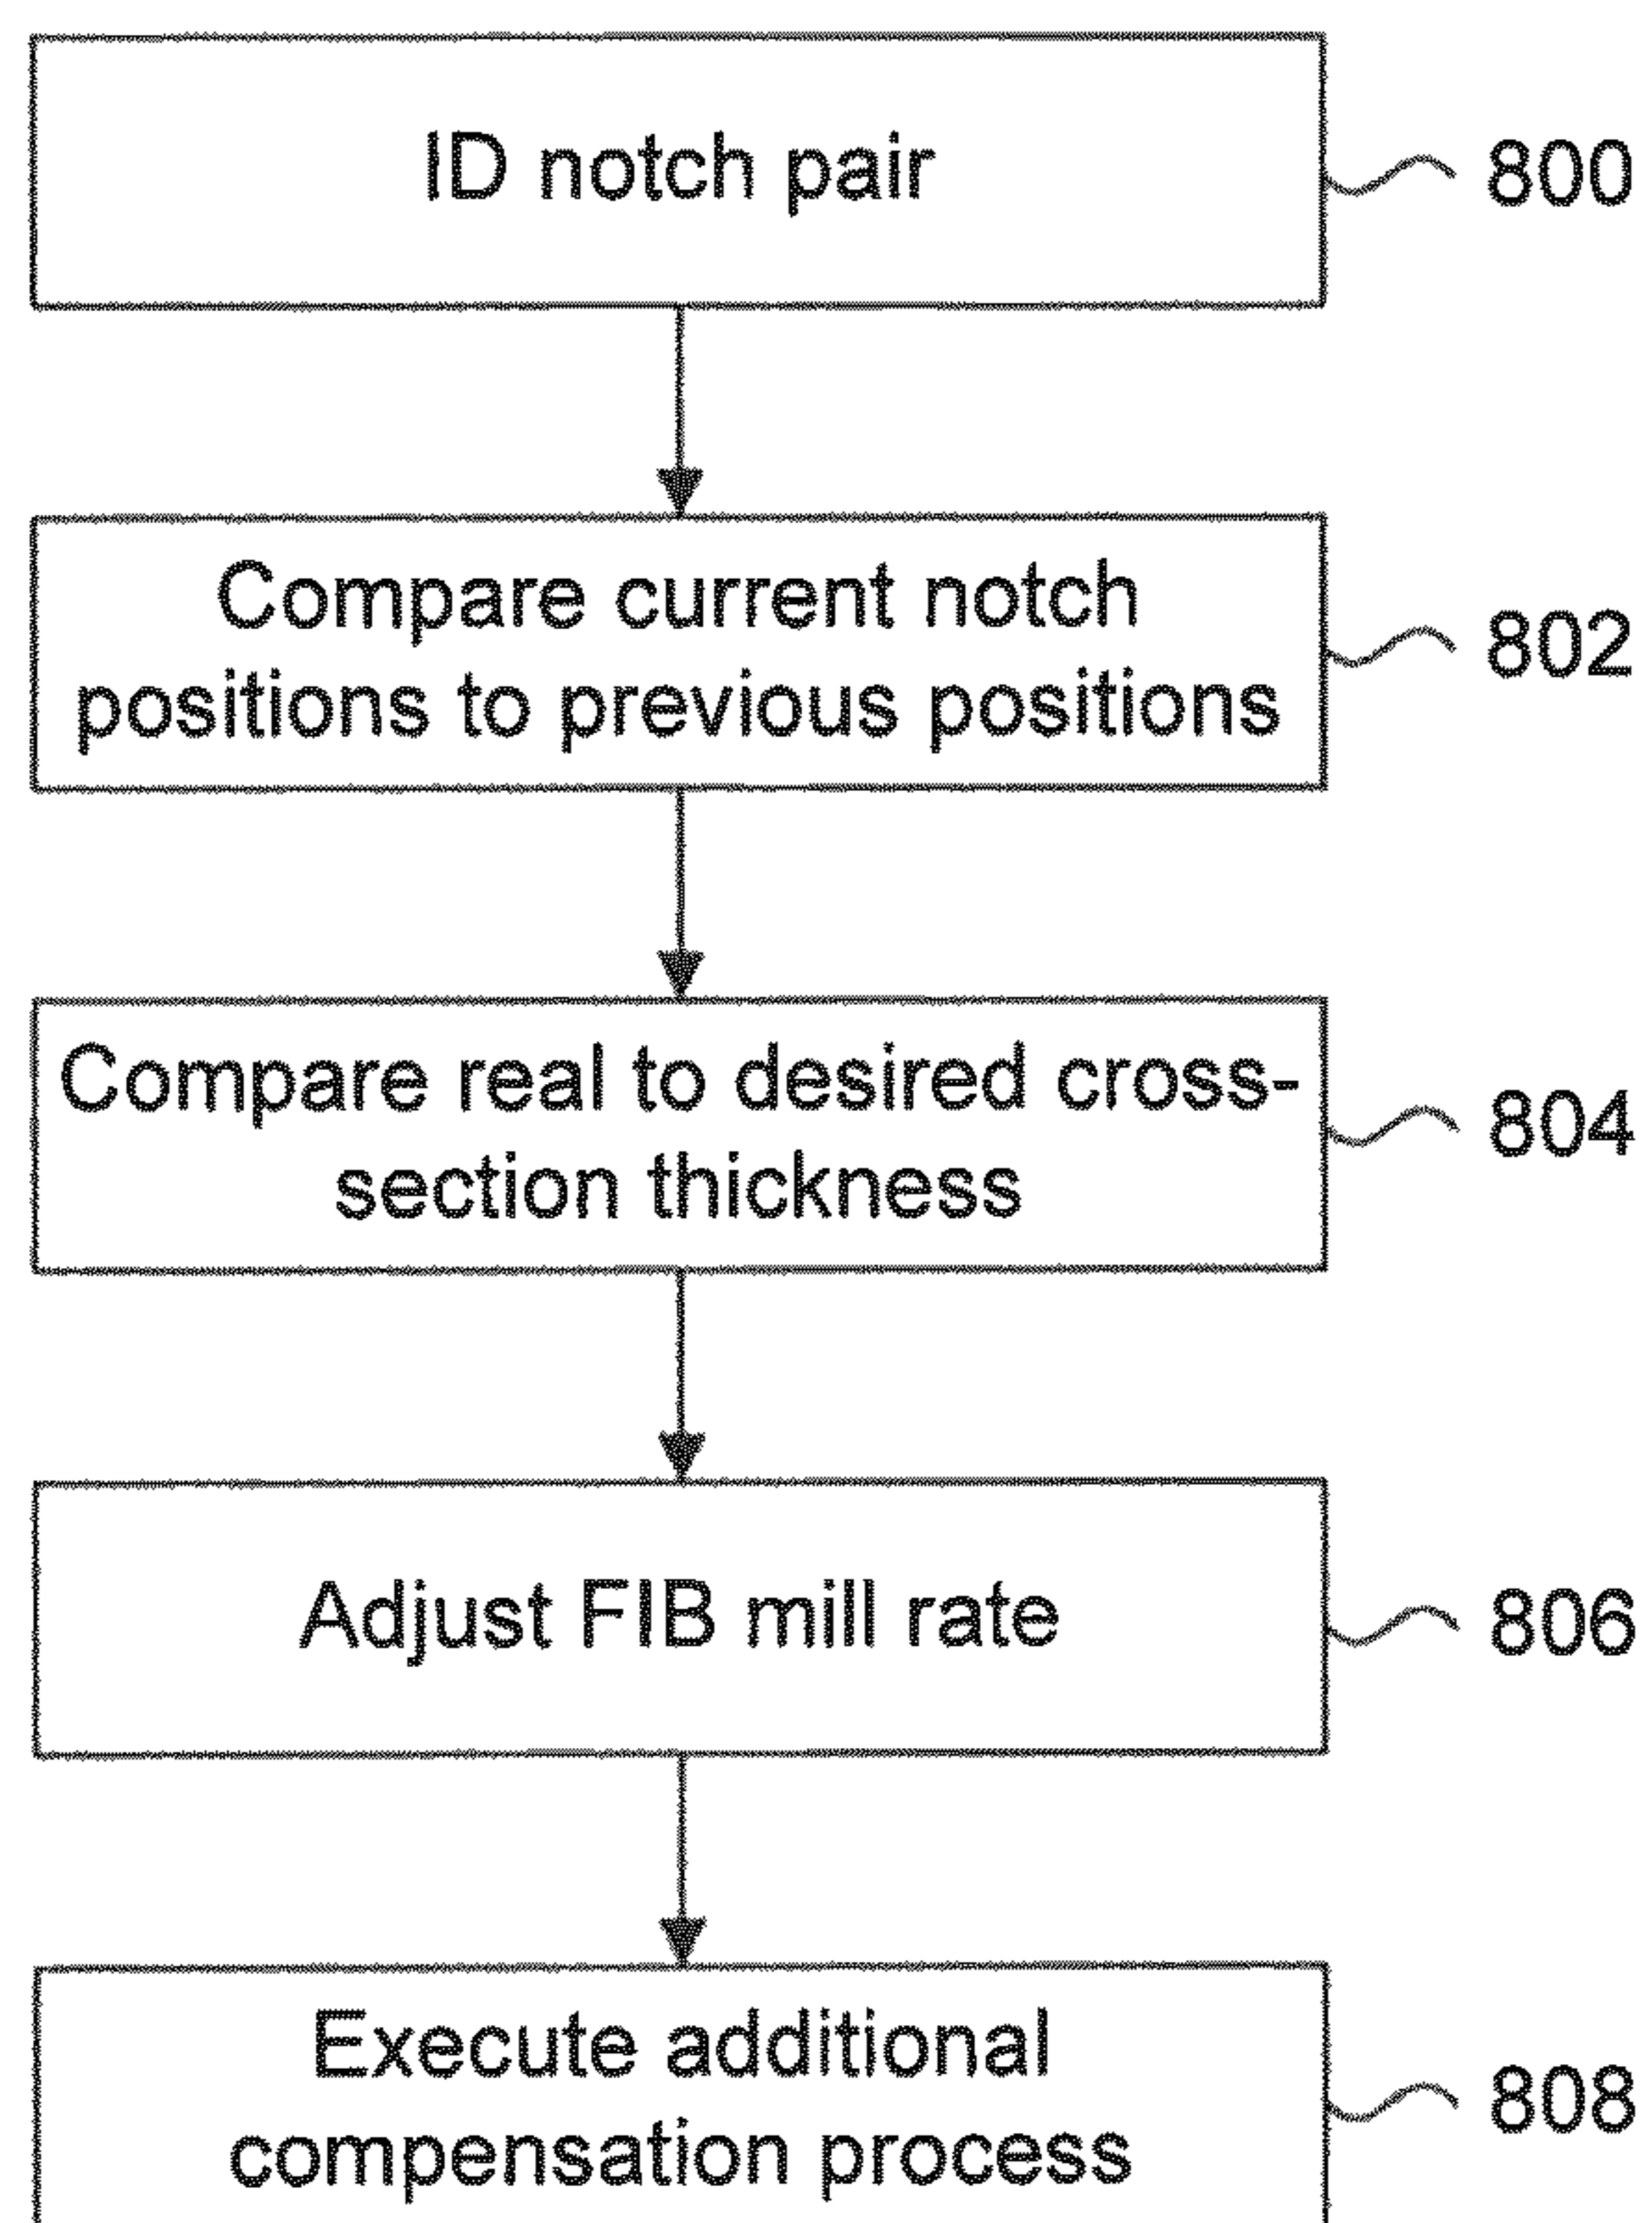 ID notch pair
800
Compare current notch
positions to previous positions
802
Compare real to desired cross-
section thickness
804
Adjust FIB mill rate
806
Execute additional
compensation process
808